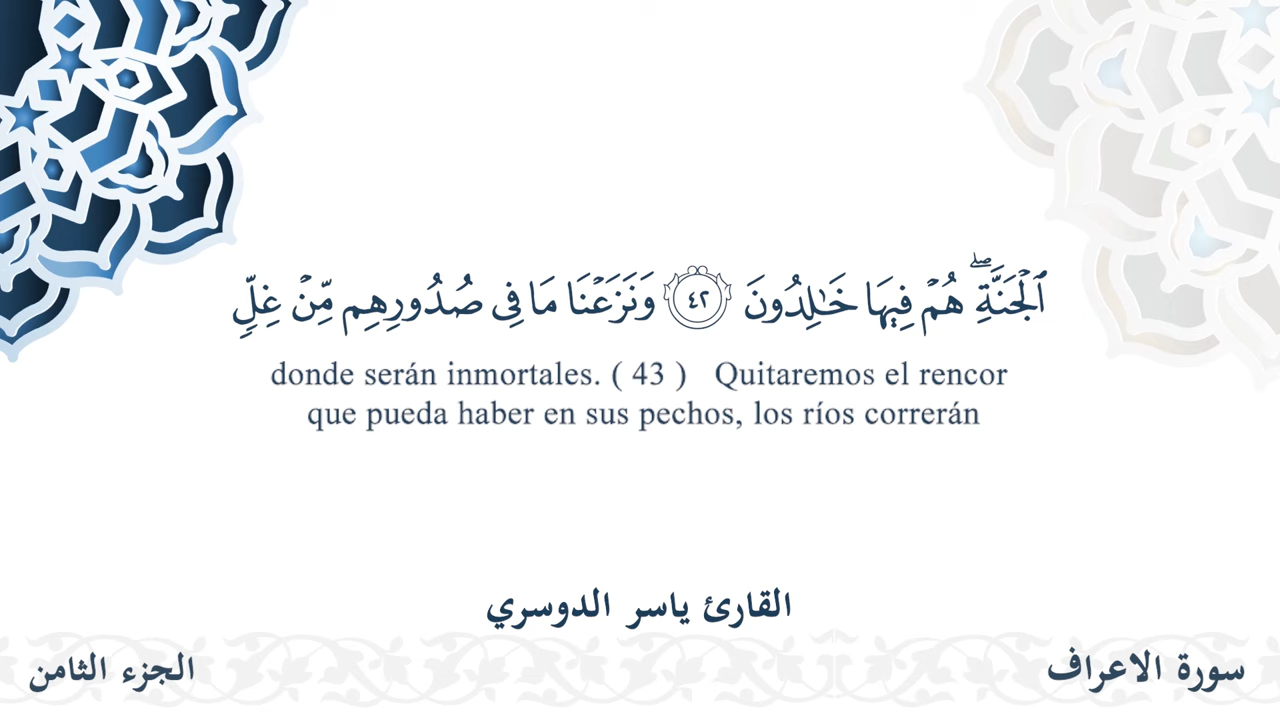 ٱلْجَنَّةِۖ هُمْ فِيهَا خَٰلِدُونَ ٤٢ وَنَزَعْنَا مَا فِى صُدُورِهِم مِّنْ غِلٍّ
donde serán inmortales. ( 43 ) Quitaremos el rencor
que pueda haber en sus pechos, los ríos correrán
القارئ ياسر الدوسري
سورة الاعراف
الجزء الثامن